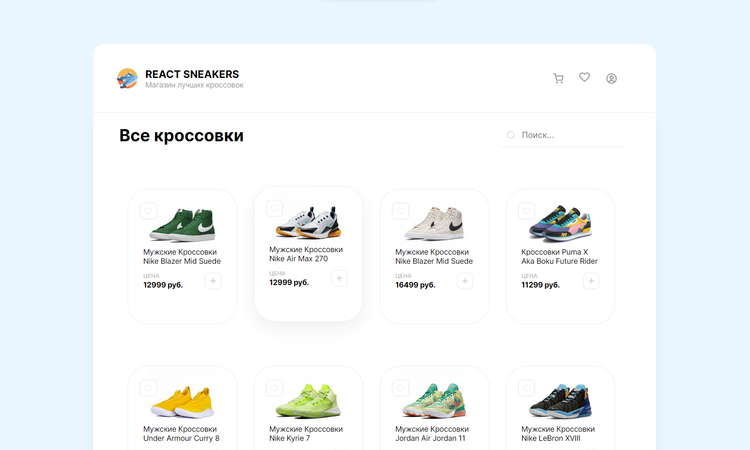 REACT SNEAKERS
Магазин лучших кроссовок
Все кроссовки
Поиск...
Мужские Кроссовки
Nike Blazer Mid Suede
ЦЕНА
12999 руб.
Мужские Кроссовки
Nike Air Max 270
ЦЕНА
12999 руб.
Мужские Кроссовки
Nike Blazer Mid Suede
ЦЕНА
16499 руб.
Кроссовки Puma X
Aka Boku Future Rider
ЦЕНА
11299 руб.
Мужские Кроссовки
Under Armour Curry 8
Мужские Кроссовки
Nike Kyrie 7
Мужские Кроссовки
Jordan Air Jordan 11
Мужские Кроссовки
Nike LeBron XVIII